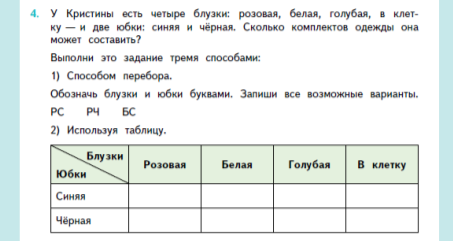 4. У Кристины есть четыре блузки: розовая, белая, голубая, в клет-
ку — и две юбки: синяя и чёрная. Сколько комплектов одежды она
может составить?
Выполни это задание тремя способами:
1) Способом перебора.
Обозначь блузки и юбки буквами. Запиши все возможные варианты.
РС РЧ БС
2) Используя таблицу.
Блузки
Юбки
Розовая Белая Голубая В клетку
Синяя
Чёрная